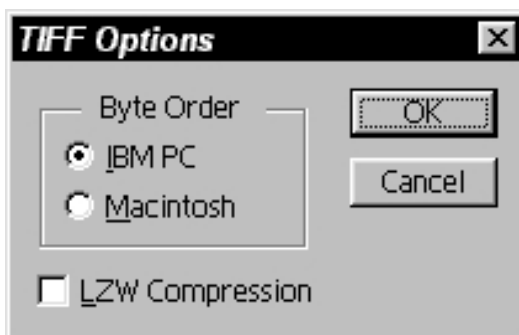 TIFF Options
Byte Order
IBM PC
Macintosh
LZW Compression
OK
Cancel